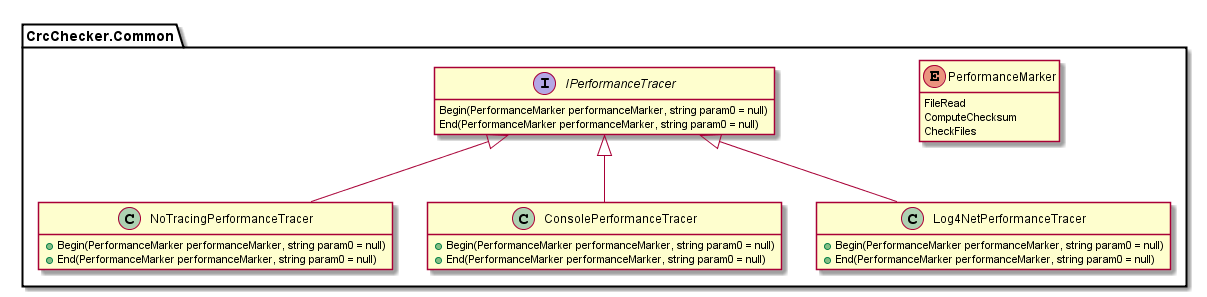 CrcChecker.Common
I IPerformanceTracer
Begin(PerformanceMarker performanceMarker, string param0 = null)
End(PerformanceMarker performanceMarker, string param0 = null)
E PerformanceMarker
FileRead
ComputeChecksum
CheckFiles
C NoTracingPerformanceTracer
Begin(PerformanceMarker performanceMarker, string param0 = null)
End(PerformanceMarker performanceMarker, string param0 = null)
C ConsolePerformanceTracer
Begin(PerformanceMarker performanceMarker, string param0 = null)
End(PerformanceMarker performanceMarker, string param0 = null)
C Log4NetPerformanceTracer
Begin(PerformanceMarker performanceMarker, string param0 = null)
End(PerformanceMarker performanceMarker, string param0 = null)